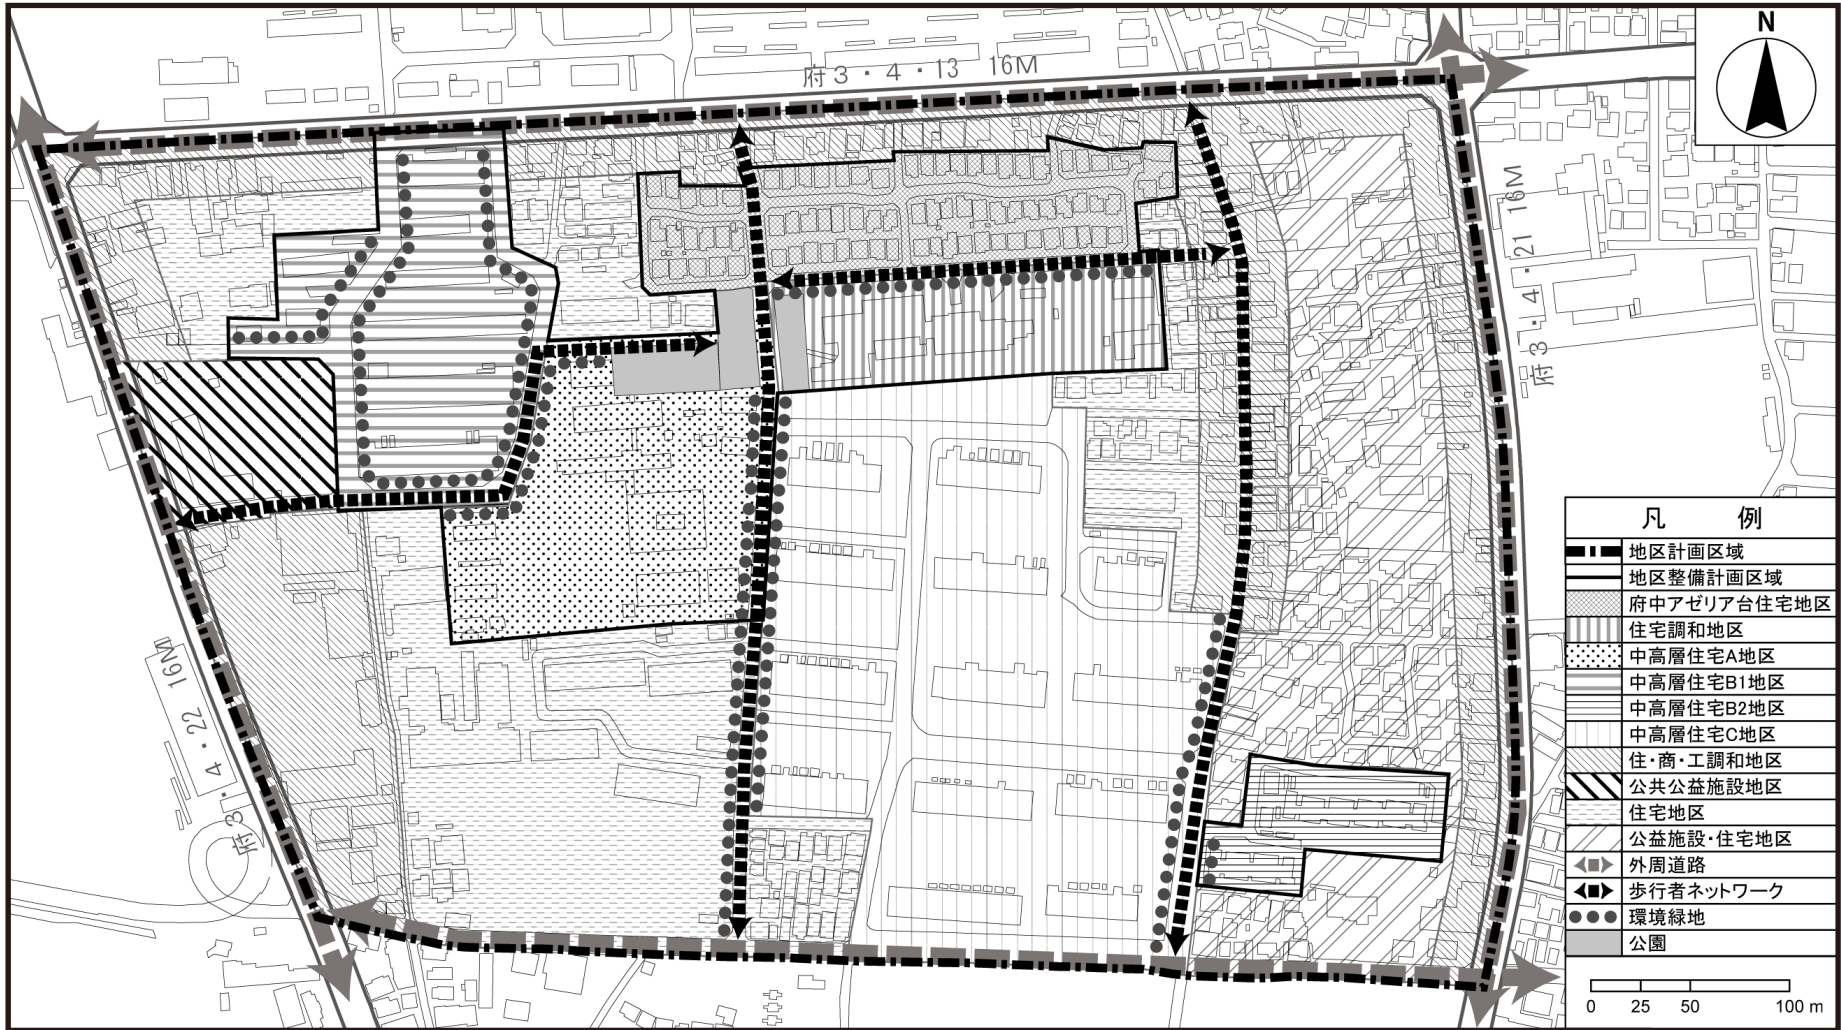 N
府3・4・13 16M
府3・4・21 16M
府3・4・22 16M
凡 例
地区計画区域
地区整備計画区域
府中アゼリア台住宅地区
住宅調和地区
中高層住宅A地区
中高層住宅B1地区
中高層住宅B2地区
中高層住宅C地区
住・商・工調和地区
公共公益施設地区
住宅地区
公益施設・住宅地区
外周道路
歩行者ネットワーク
環境緑地
公園
0 25 50 100 m